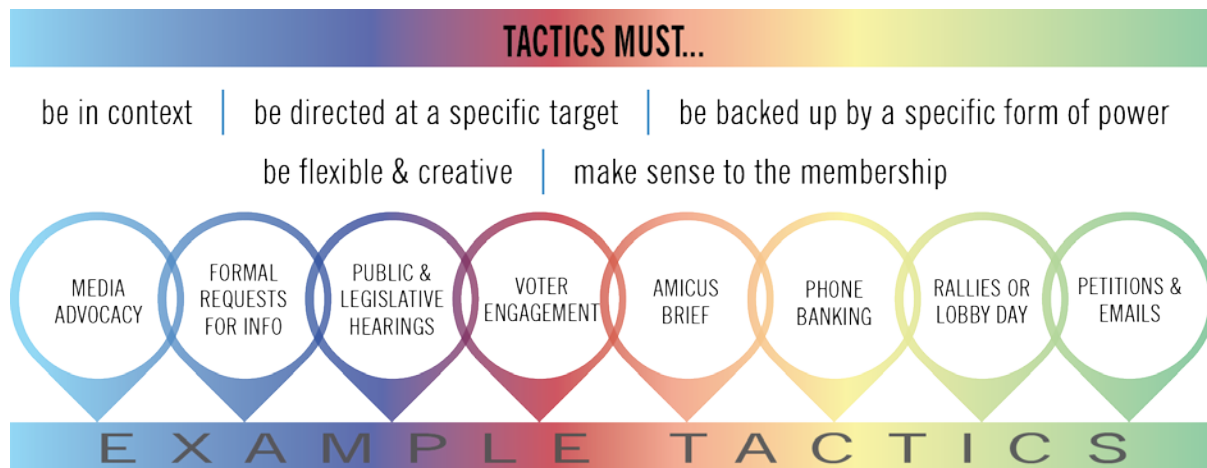 TACTICS MUST...
be in context
be directed at a specific target
be backed up by a specific form of power
be flexible & creative
make sense to the membership
MEDIA
ADVOCACY
FORMAL
REQUESTS
FOR INFO
PUBLIC &
LEGISLATIVE
HEARINGS
VOTER
ENGAGEMENT
AMICUS
BRIEF
PHONE
BANKING
RALLIES OR
LOBBY DAY
PETITIONS &
EMAILS
EXAMPLE TACTICS